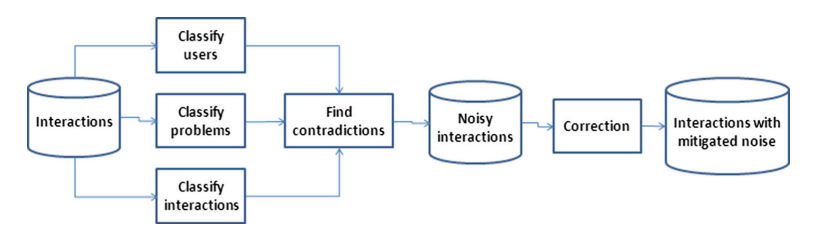 Interactions
Classify
users
Classify
problems
Classify
interactions
Find
contradictions
Noisy
interactions
Correction
Interactions with
mitigated noise